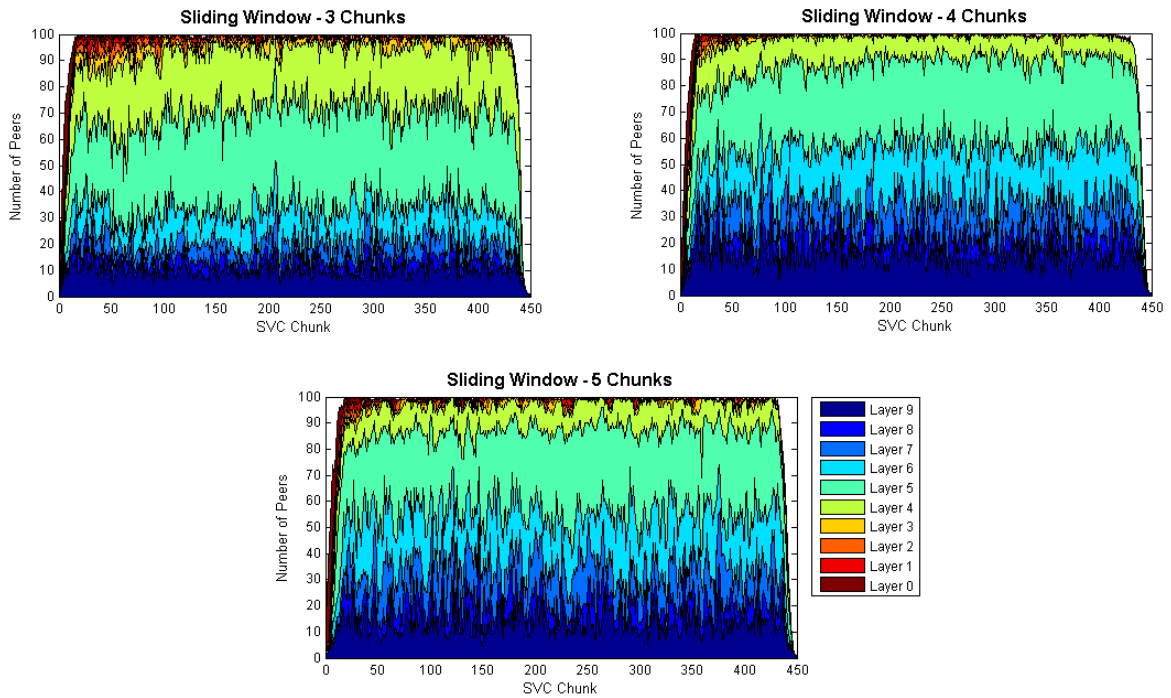 Sliding Window - 3 Chunks
Number of Peers
100
90
80
70
60
50
40
30
20
10
0
0 50 100 150 200 250 300 350 400 450
SVC Chunk
Sliding Window - 4 Chunks
Number of Peers
100
90
80
70
60
50
40
30
20
10
0
0 50 100 150 200 250 300 350 400 450
SVC Chunk
Sliding Window - 5 Chunks
Number of Peers
100
90
80
70
60
50
40
30
20
10
0
0 50 100 150 200 250 300 350 400 450
SVC Chunk
Layer 9
Layer 8
Layer 7
Layer 6
Layer 5
Layer 4
Layer 3
Layer 2
Layer 1
Layer 0